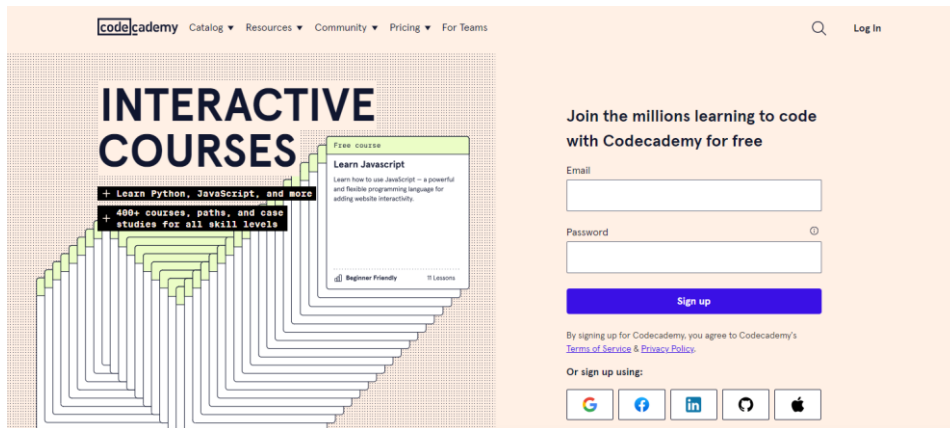 codecademy Catalog Resources Community Pricing For Teams Log In
INTERACTIVE
COURSES
+ Learn Python, JavaScript, and more
+ 400+ courses, paths, and case
studies for all skill levels
Free course
Learn Javascript
Learn how to use JavaScript — a powerful
and flexible programming language for
adding website interactivity.
Beginner Friendly 11 Lessons
Join the millions learning to code
with Codecademy for free
Email
Password
Sign up
By signing up for Codecademy, you agree to Codecademy's
Terms of Service & Privacy Policy.
Or sign up using: